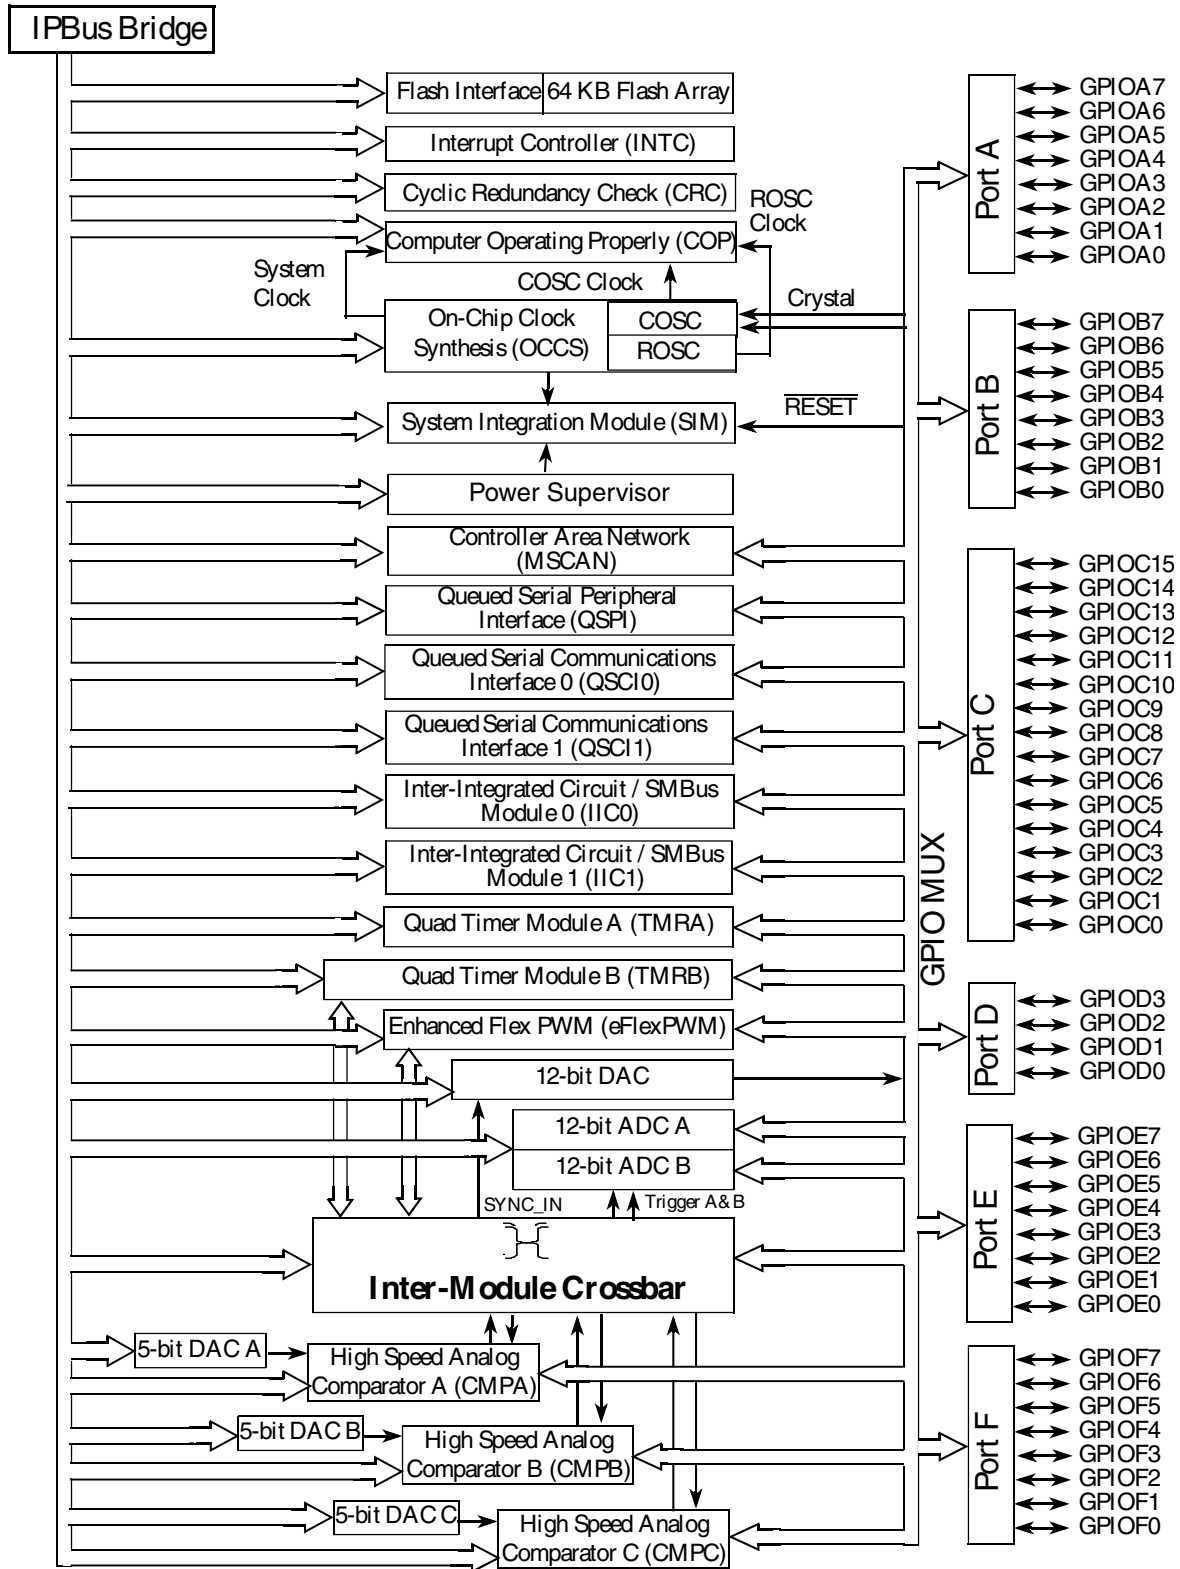 IPBus Bridge
Flash Interface 64 KB Flash Array
Interrupt Controller (INTC)
Cyclic Redundancy Check (CRC)
ROSC
Clock
Computer Operating Properly (COP)
System
Clock
COSC Clock
Crystal
On-Chip Clock
Synthesis (OCCS)
COSC
ROSC
RESET
System Integration Module (SIM)
Power Supervisor
Controller Area Network
(MSCAN)
Queued Serial Peripheral
Interface (QSPI)
Queued Serial Communications
Interface 0 (QSCI0)
Queued Serial Communications
Interface 1 (QSCI1)
Inter-Integrated Circuit / SMBus
Module 0 (IIC0)
Inter-Integrated Circuit / SMBus
Module 1 (IIC1)
Quad Timer Module A (TMRA)
Quad Timer Module B (TMRB)
Enhanced Flex PWM (eFlexPWM)
12-bit DAC
12-bit ADC A
12-bit ADC B
SYNC_IN
Trigger A & B
Inter-Module Crossbar
5-bit DAC A
High Speed Analog
Comparator A (CMPA)
5-bit DAC B
High Speed Analog
Comparator B (CMPB)
5-bit DAC C
High Speed Analog
Comparator C (CMPC)
GPIO MUX
Port A
GPIOA7
GPIOA6
GPIOA5
GPIOA4
GPIOA3
GPIOA2
GPIOA1
GPIOA0
Port B
GPIOB7
GPIOB6
GPIOB5
GPIOB4
GPIOB3
GPIOB2
GPIOB1
GPIOB0
Port C
GPIOC15
GPIOC14
GPIOC13
GPIOC12
GPIOC11
GPIOC10
GPIOC9
GPIOC8
GPIOC7
GPIOC6
GPIOC5
GPIOC4
GPIOC3
GPIOC2
GPIOC1
GPIOC0
Port D
GPIOD3
GPIOD2
GPIOD1
GPIOD0
Port E
GPIOE7
GPIOE6
GPIOE5
GPIOE4
GPIOE3
GPIOE2
GPIOE1
GPIOE0
Port F
GPIOF7
GPIOF6
GPIOF5
GPIOF4
GPIOF3
GPIOF2
GPIOF1
GPIOF0